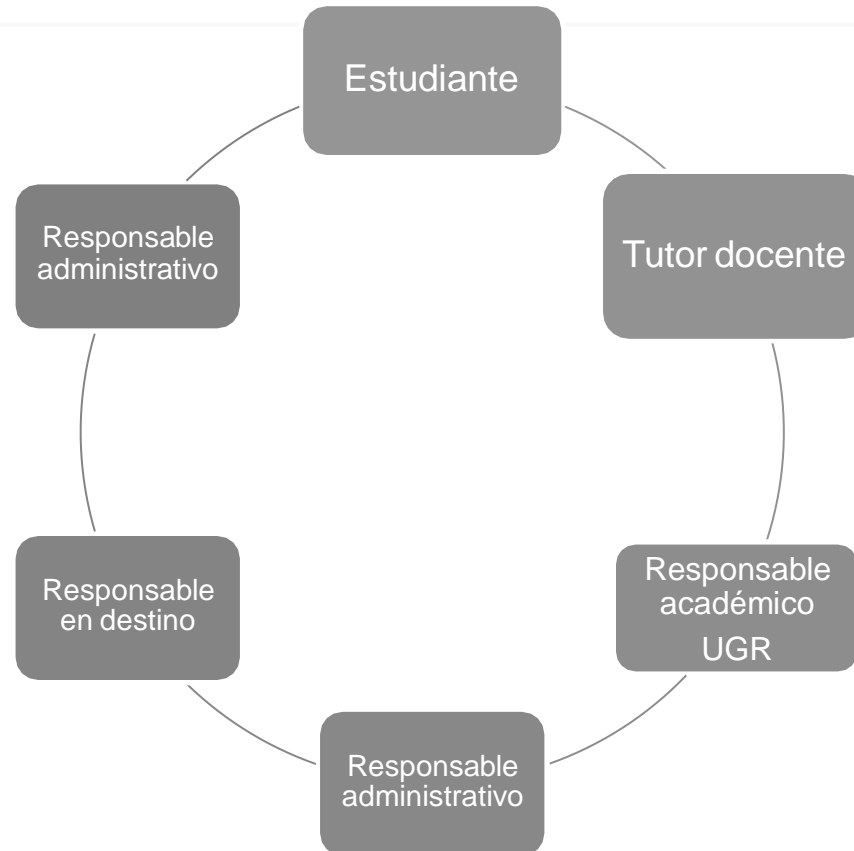 Estudiante
Tutor docente
Responsable
académico
UGR
Responsable
administrativo
Responsable
en destino
Responsable
administrativo